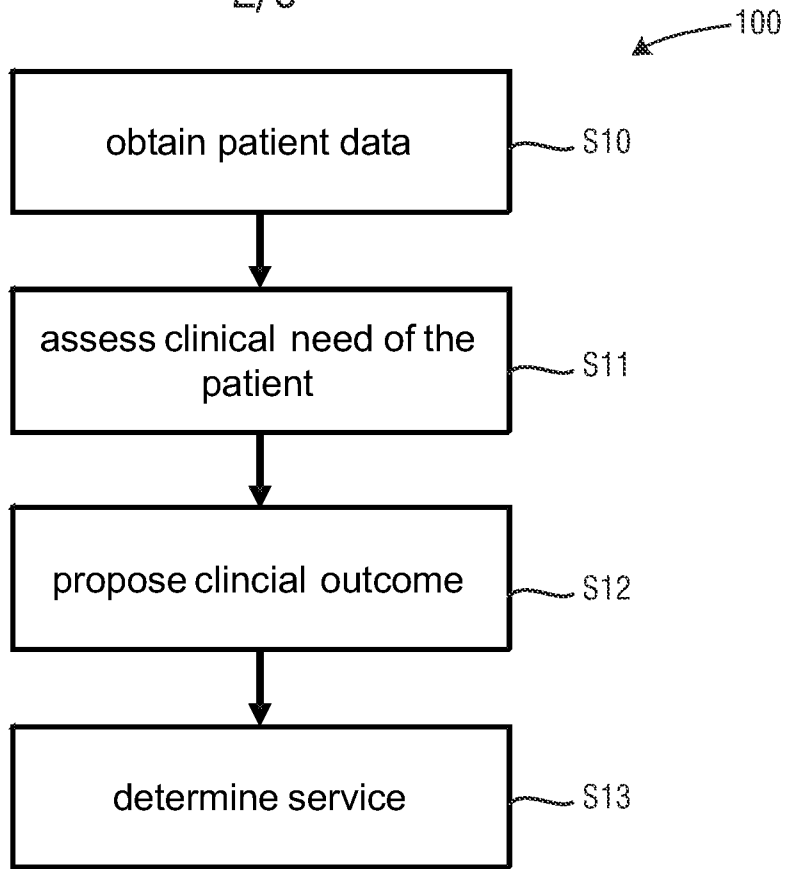 100
obtain patient data
S10
assess clinical need of the
patient
S11
propose clincial outcome
S12
determine service
S13